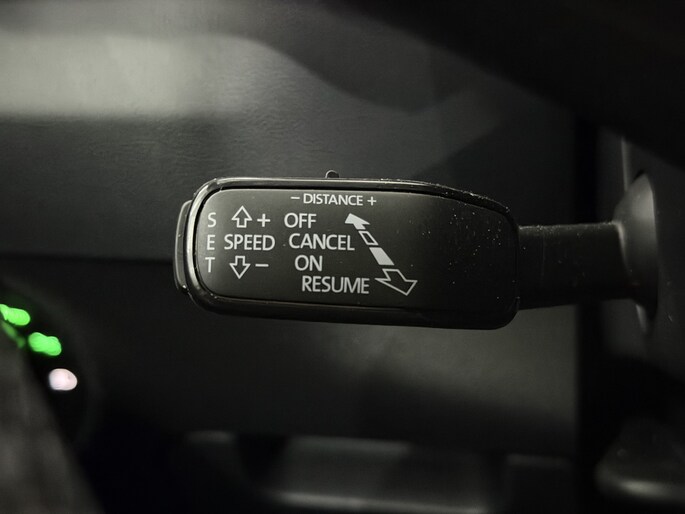 - DISTANCE +
S + OFF
E SPEED CANCEL
T - ON
RESUME